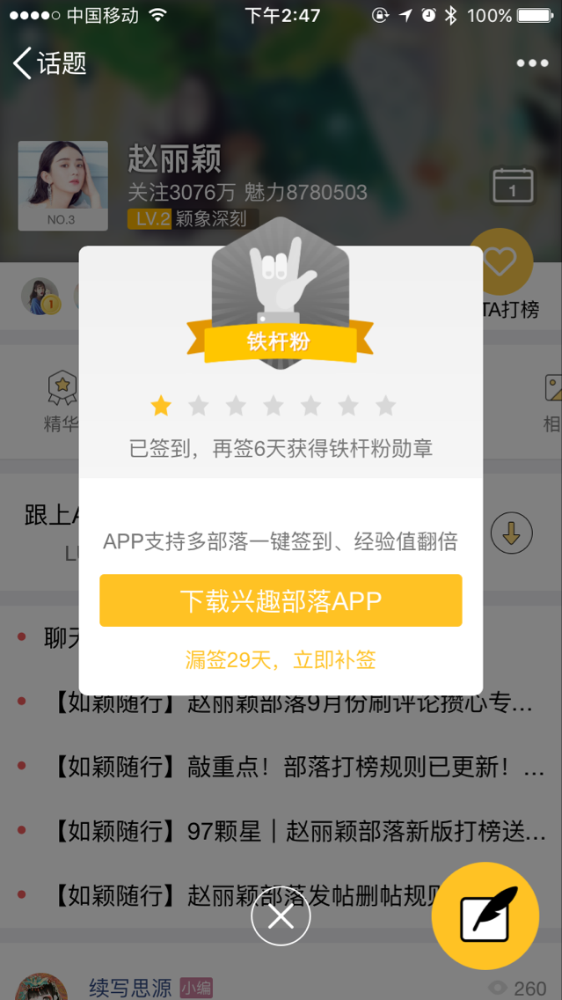 中国移动
下午2:47
100%
话题
赵丽颖
关注3076万 魅力8780503
NO.3
LV.2 颖象深刻
1
1
TA打榜
铁杆粉
精华
相
已签到，再签6天获得铁杆粉勋章
跟上A
APP支持多部落一键签到、经验值翻倍
下载兴趣部落APP
漏签29天，立即补签
聊天
【如颖随行】赵丽颖部落9月份刷评论攒心专...
【如颖随行】敲重点！部落打榜规则已更新！...
【如颖随行】97颗星｜赵丽颖部落新版打榜送...
【如颖随行】赵丽颖部落发帖删帖规则
续写思源 小编
260